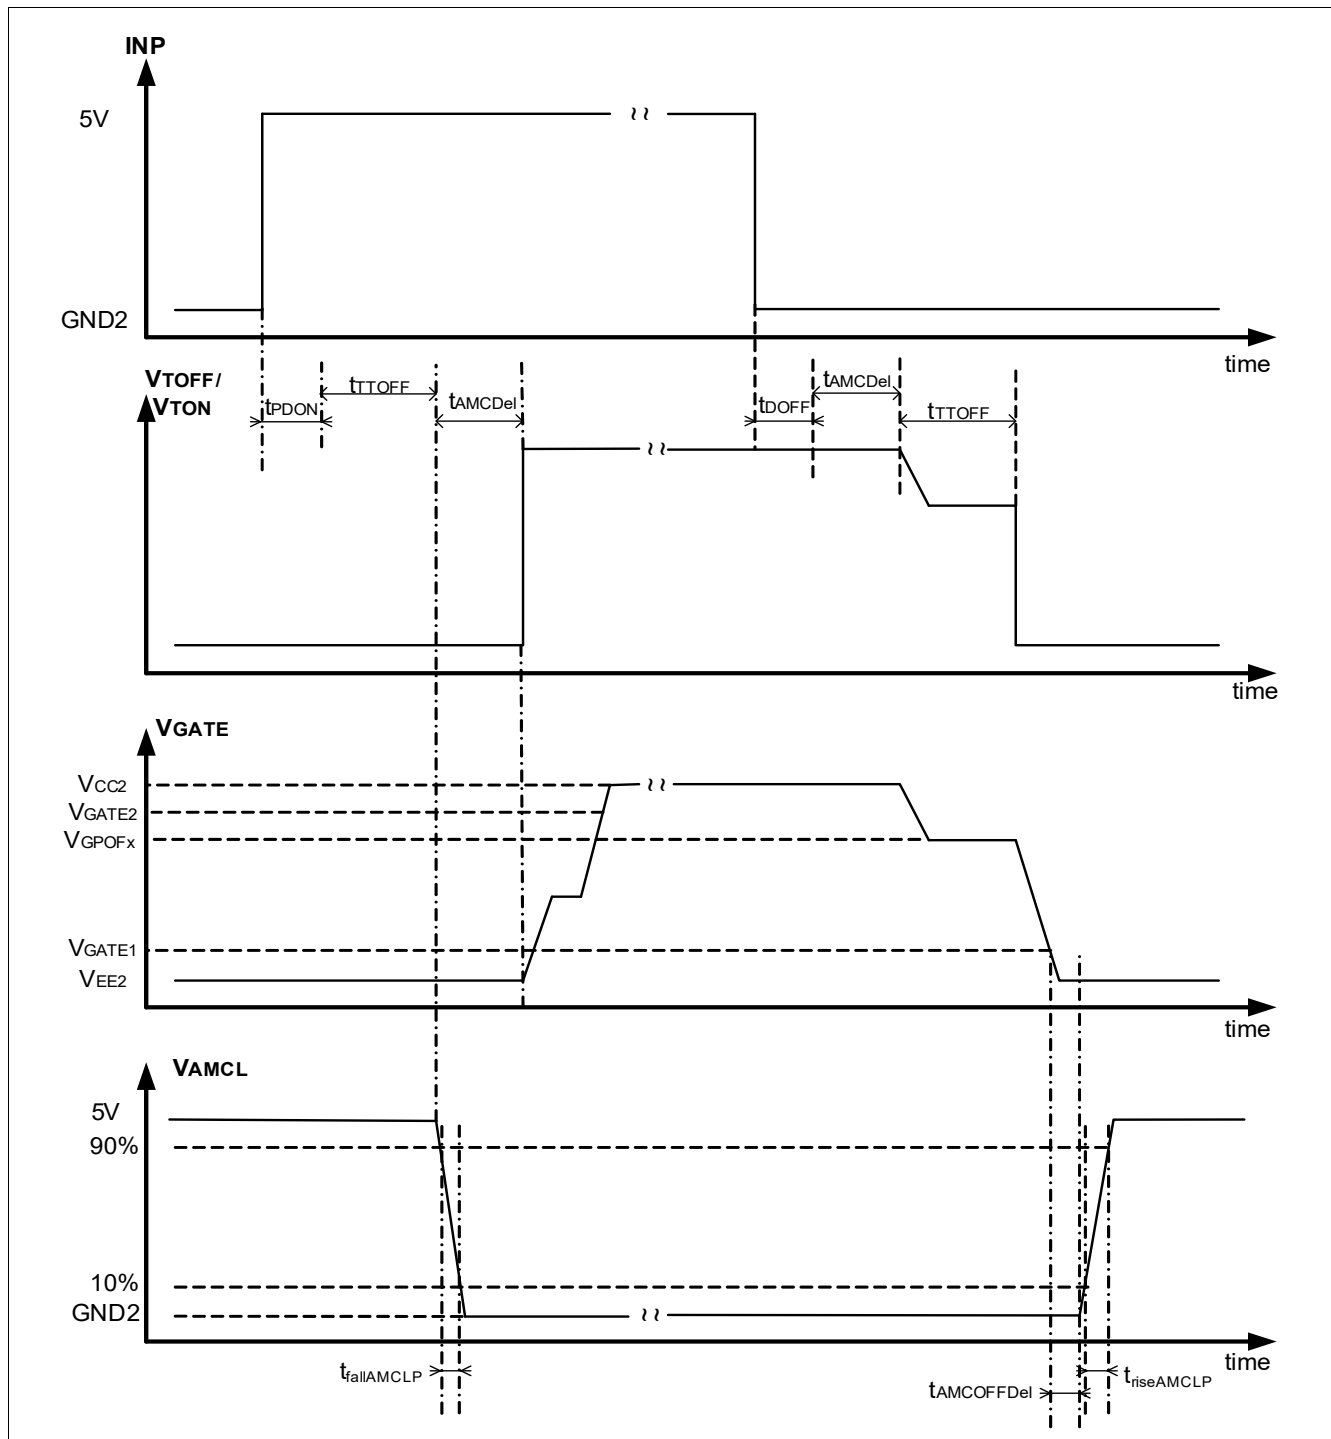 INP
5V
GND2
time
VTOFF/
VTON
tPDON
tTTOFF
tAMCDel
tDOFF
tAMCDel
tTTOFF
time
VGATE
VCC2
VGATE2
VGPOFx
VGATE1
VEE2
time
VAMCL
5V
90%
10%
GND2
time
tfallAMCLP
tAMCOFFDel
triseAMCLP